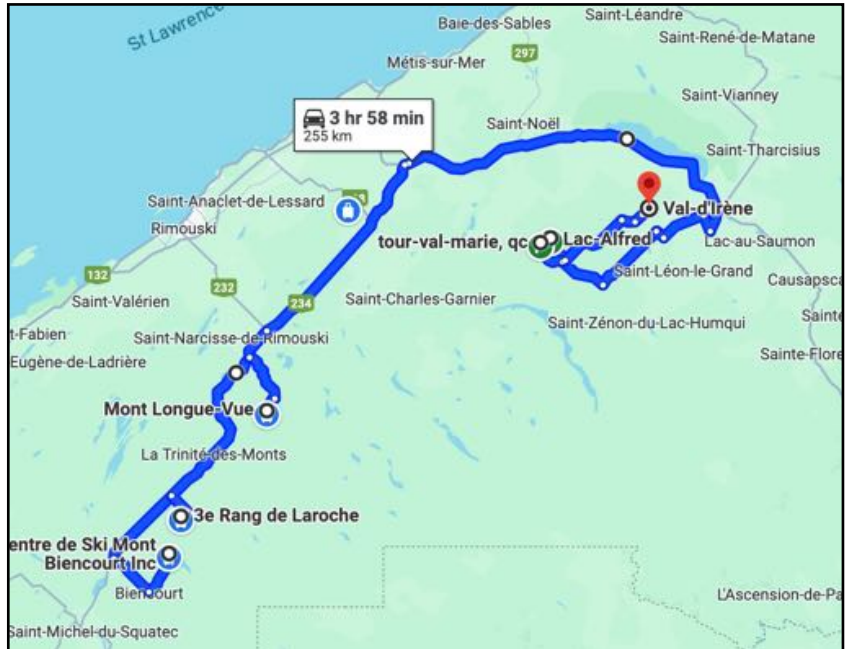 Saint-Léandre
Baie-des-Sables
St Lawrence
Saint-René-de-Matane
297
Métis-sur-Mer
Saint-Vianney
3 hr 58 min
255 km
Saint-Noël
Saint-Tharcisius
Saint-Anaclet-de-Lessard
Rimouski
Val-d'Irène
tour-val-marie, qc
Lac-Alfred
Lac-au-Saumon
132
232
Saint-Léon-le-Grand
Causapsca
234
Saint-Valérien
Saint-Charles-Garnier
Sainte
t-Fabien
Saint-Narcisse-de-Rimouski
Saint-Zénon-du-Lac-Humqui
Eugène-de-Ladrière
Sainte-Flore
Mont Longue-Vue
La Trinité-des-Monts
3e Rang de Laroche
entre de Ski Mont
Biencourt Inc
Biencourt
L'Ascension-de-Pa
Saint-Michel-du-Squatec